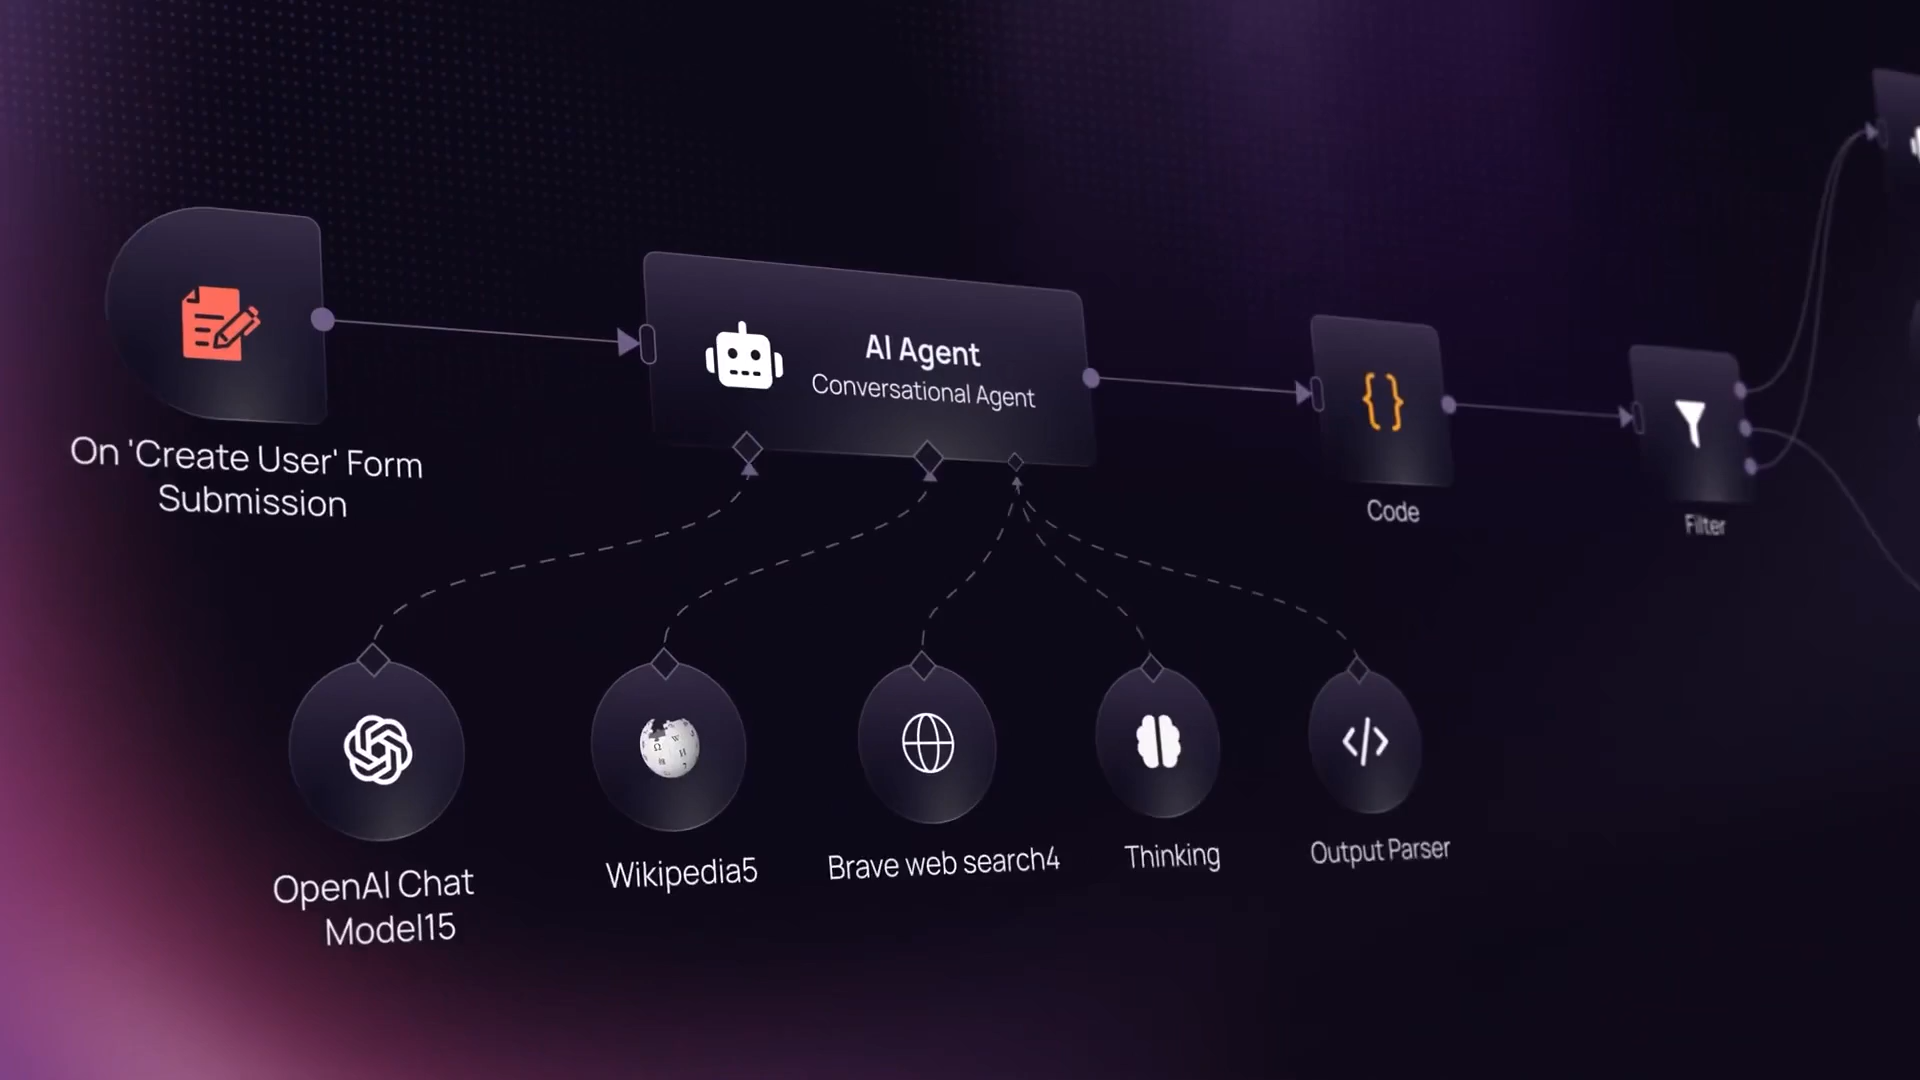 AI Agent
Conversational Agent
On 'Create User' Form
Submission
Code
Filter
OpenAI Chat
Model15
Wikipedia5
Brave web search4
Thinking
Output Parser